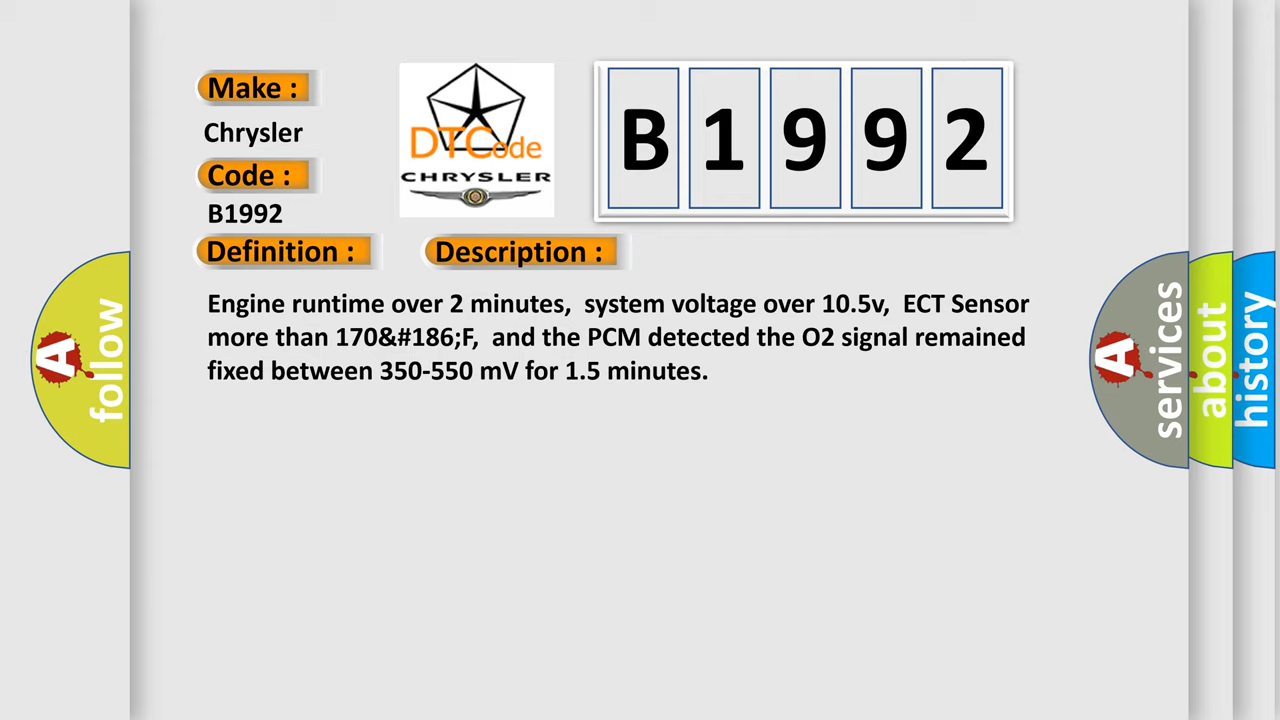 Make :
Chrysler
Code :
B1992
Definition :
Description :
DTCode
CHRYSLER
B 1 9 9 2
Engine runtime over 2 minutes,  system voltage over 10.5v,  ECT Sensor
more than 170&#186;F,  and the PCM detected the O2 signal remained
fixed between 350-550 mV for 1.5 minutes.
A follow
A services
about
history